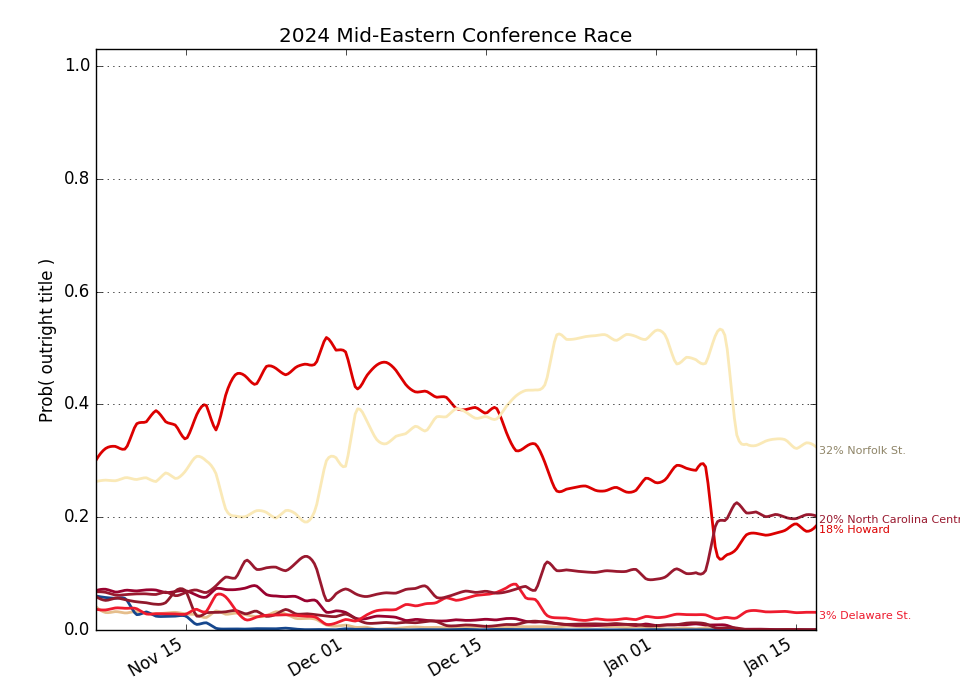 2024 Mid-Eastern Conference Race
1.0
0.8
0.6
0.4
0.2
0.0
Prob( outright title )
32% Norfolk St.
20% North Carolina Centr
18% Howard
3% Delaware St.
Nov 15
Dec 01
Dec 15
Jan 01
Jan 15